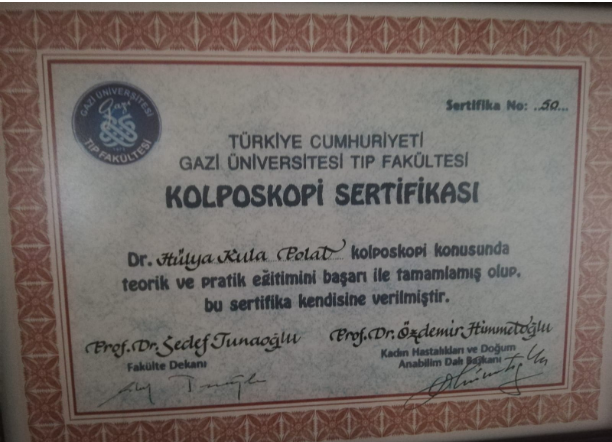 GAZİ ÜNİVERSİTESİ
Gazi
TIP FAKÜLTESİ
Sertifika No: ..50...
TÜRKİYE CUMHURİYETİ
GAZİ ÜNİVERSİTESİ TIP FAKÜLTESİ
KOLPOSKOPİ SERTİFİKASI
Dr. Hülya Kula Polat kolposkopi konusunda
teorik ve pratik eğitimini başarı ile tamamlamış olup,
bu sertifika kendisine verilmiştir.
Prof. Dr. Sedef Tunaoğlu
Fakülte Dekanı
Prof. Dr. Özdemir Himmetoğlu
Kadın Hastalıkları ve Doğum
Anabilim Dalı Başkanı